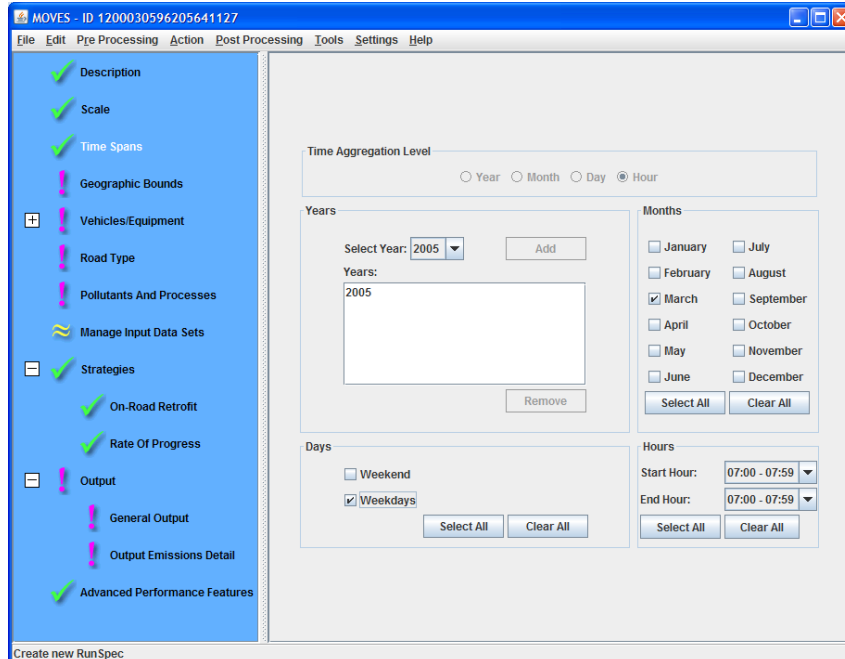 MOVES - ID 1200030596205641127
File Edit Pre Processing Action Post Processing Tools Settings Help
Description
Scale
Time Spans
Geographic Bounds
Vehicles/Equipment
Road Type
Pollutants And Processes
Manage Input Data Sets
Strategies
On-Road Retrofit
Rate Of Progress
Output
General Output
Output Emissions Detail
Advanced Performance Features
Time Aggregation Level
Year Month Day Hour
Years
Select Year: 2005 Add
Years:
2005
Remove
Months
January July
February August
March September
April October
May November
June December
Select All Clear All
Days
Weekend
Weekdays
Select All Clear All
Hours
Start Hour: 07:00 - 07:59
End Hour: 07:00 - 07:59
Select All Clear All
Create new RunSpec